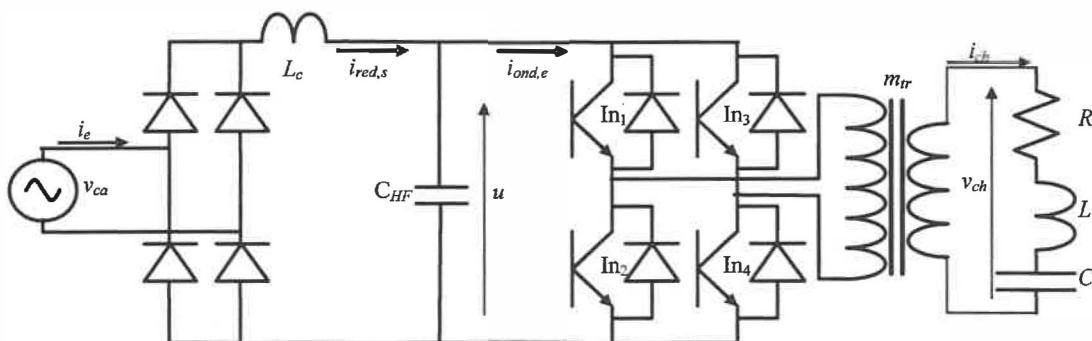 L_c
i_red,s
i_ond,e
i_ch
m_tr
In_1
In_3
R
i_e
v_ca
C_HF
u
v_ch
L
In_2
In_4
C